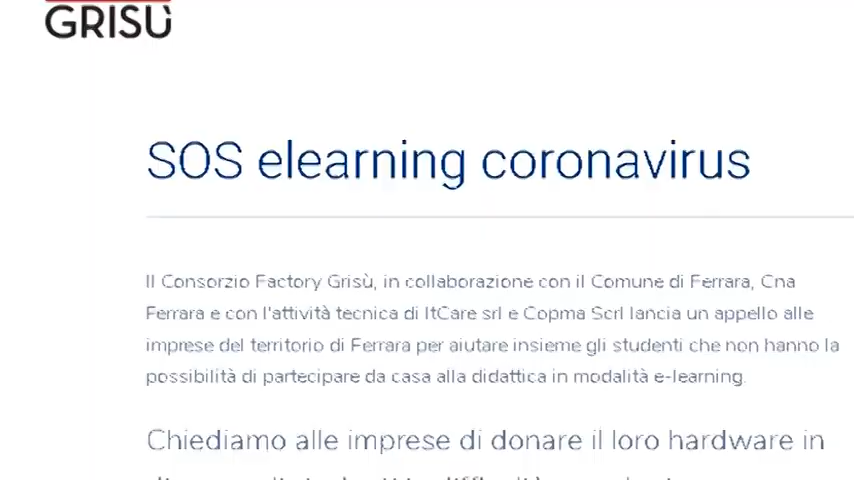 GRISÙ
SOS elearning coronavirus
Il Consorzio Factory Grisù, in collaborazione con il Comune di Ferrara, Cna
Ferrara e con l'attività tecnica di ItCare srl e Copma Scrl lancia un appello alle
imprese del territorio di Ferrara per aiutare insieme gli studenti che non hanno la
possibilità di partecipare da casa alla didattica in modalità e-learning.
Chiediamo alle imprese di donare il loro hardware in